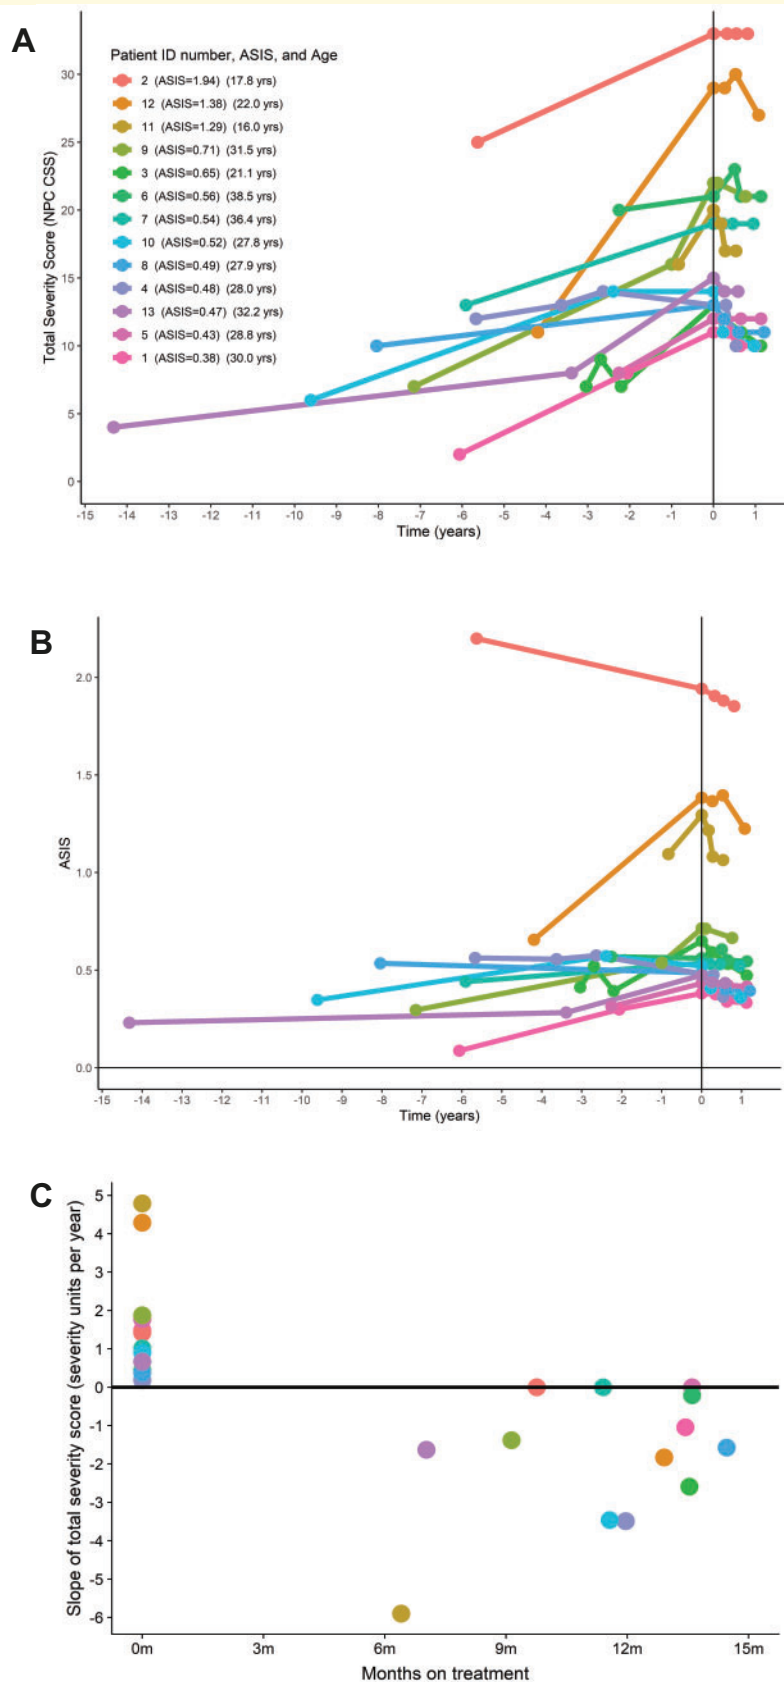 A
Total Severity Score (NPC CSS)
Patient ID number, ASIS, and Age
2 (ASIS=1.94) (17.8 yrs)
12 (ASIS=1.38) (22.0 yrs)
11 (ASIS=1.29) (16.0 yrs)
9 (ASIS=0.71) (31.5 yrs)
3 (ASIS=0.65) (21.1 yrs)
6 (ASIS=0.56) (38.5 yrs)
7 (ASIS=0.54) (36.4 yrs)
10 (ASIS=0.52) (27.8 yrs)
8 (ASIS=0.49) (27.9 yrs)
4 (ASIS=0.48) (28.0 yrs)
13 (ASIS=0.47) (32.2 yrs)
5 (ASIS=0.43) (28.8 yrs)
1 (ASIS=0.38) (30.0 yrs)
30
25
20
15
10
5
0
-15 -14 -13 -12 -11 -10 -9 -8 -7 -6 -5 -4 -3 -2 -1 0 1
Time (years)
B
ASIS
2.0
1.5
1.0
0.5
0.0
-15 -14 -13 -12 -11 -10 -9 -8 -7 -6 -5 -4 -3 -2 -1 0 1
Time (years)
C
Slope of total severity score (severity units per year)
5
4
3
2
1
0
-1
-2
-3
-4
-5
-6
0m 3m 6m 9m 12m 15m
Months on treatment